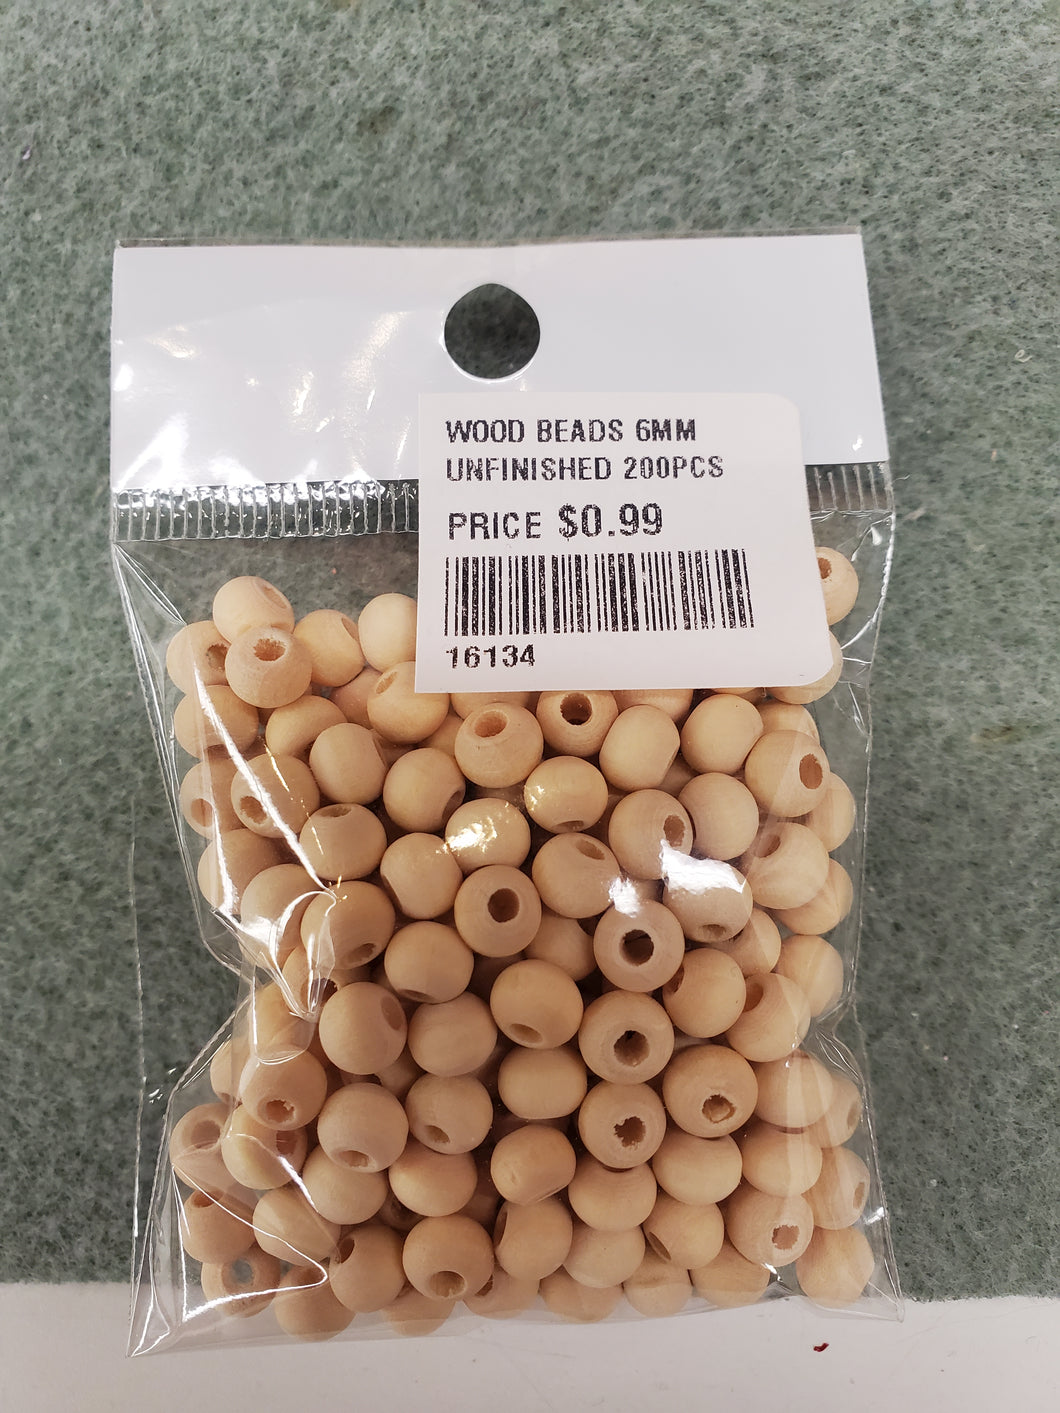 WOOD BEADS 6MM
UNFINISHED 200PCS
PRICE $0.99
16134